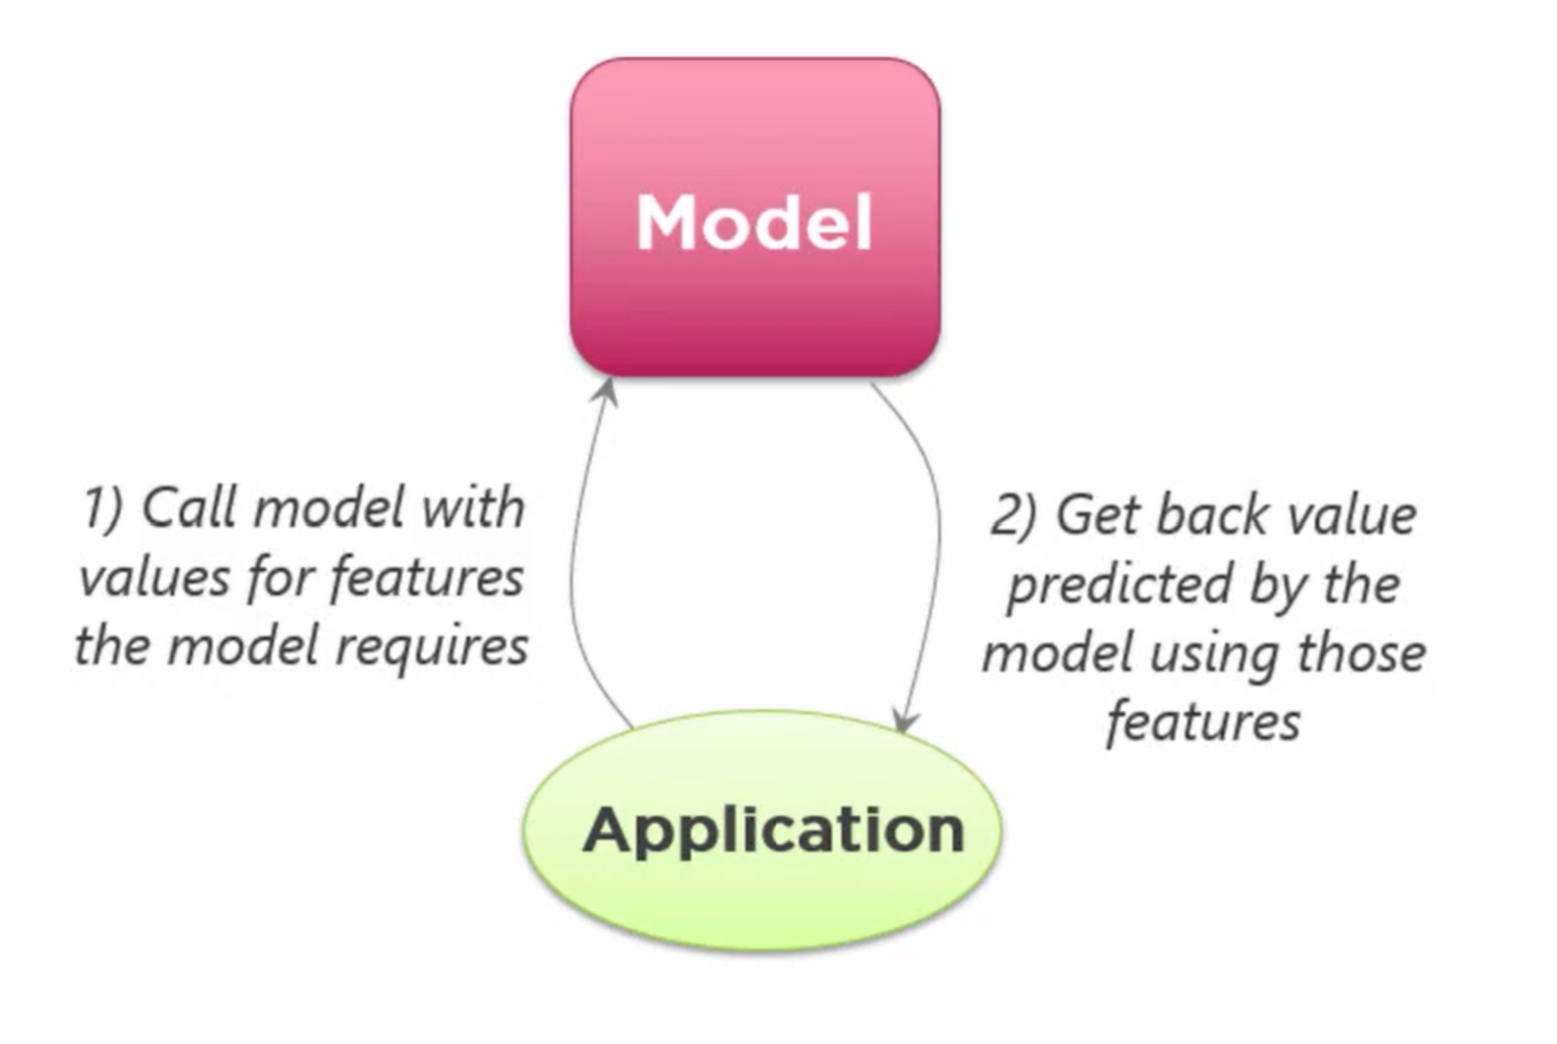 Model
1) Call model with
values for features
the model requires
2) Get back value
predicted by the
model using those
features
Application